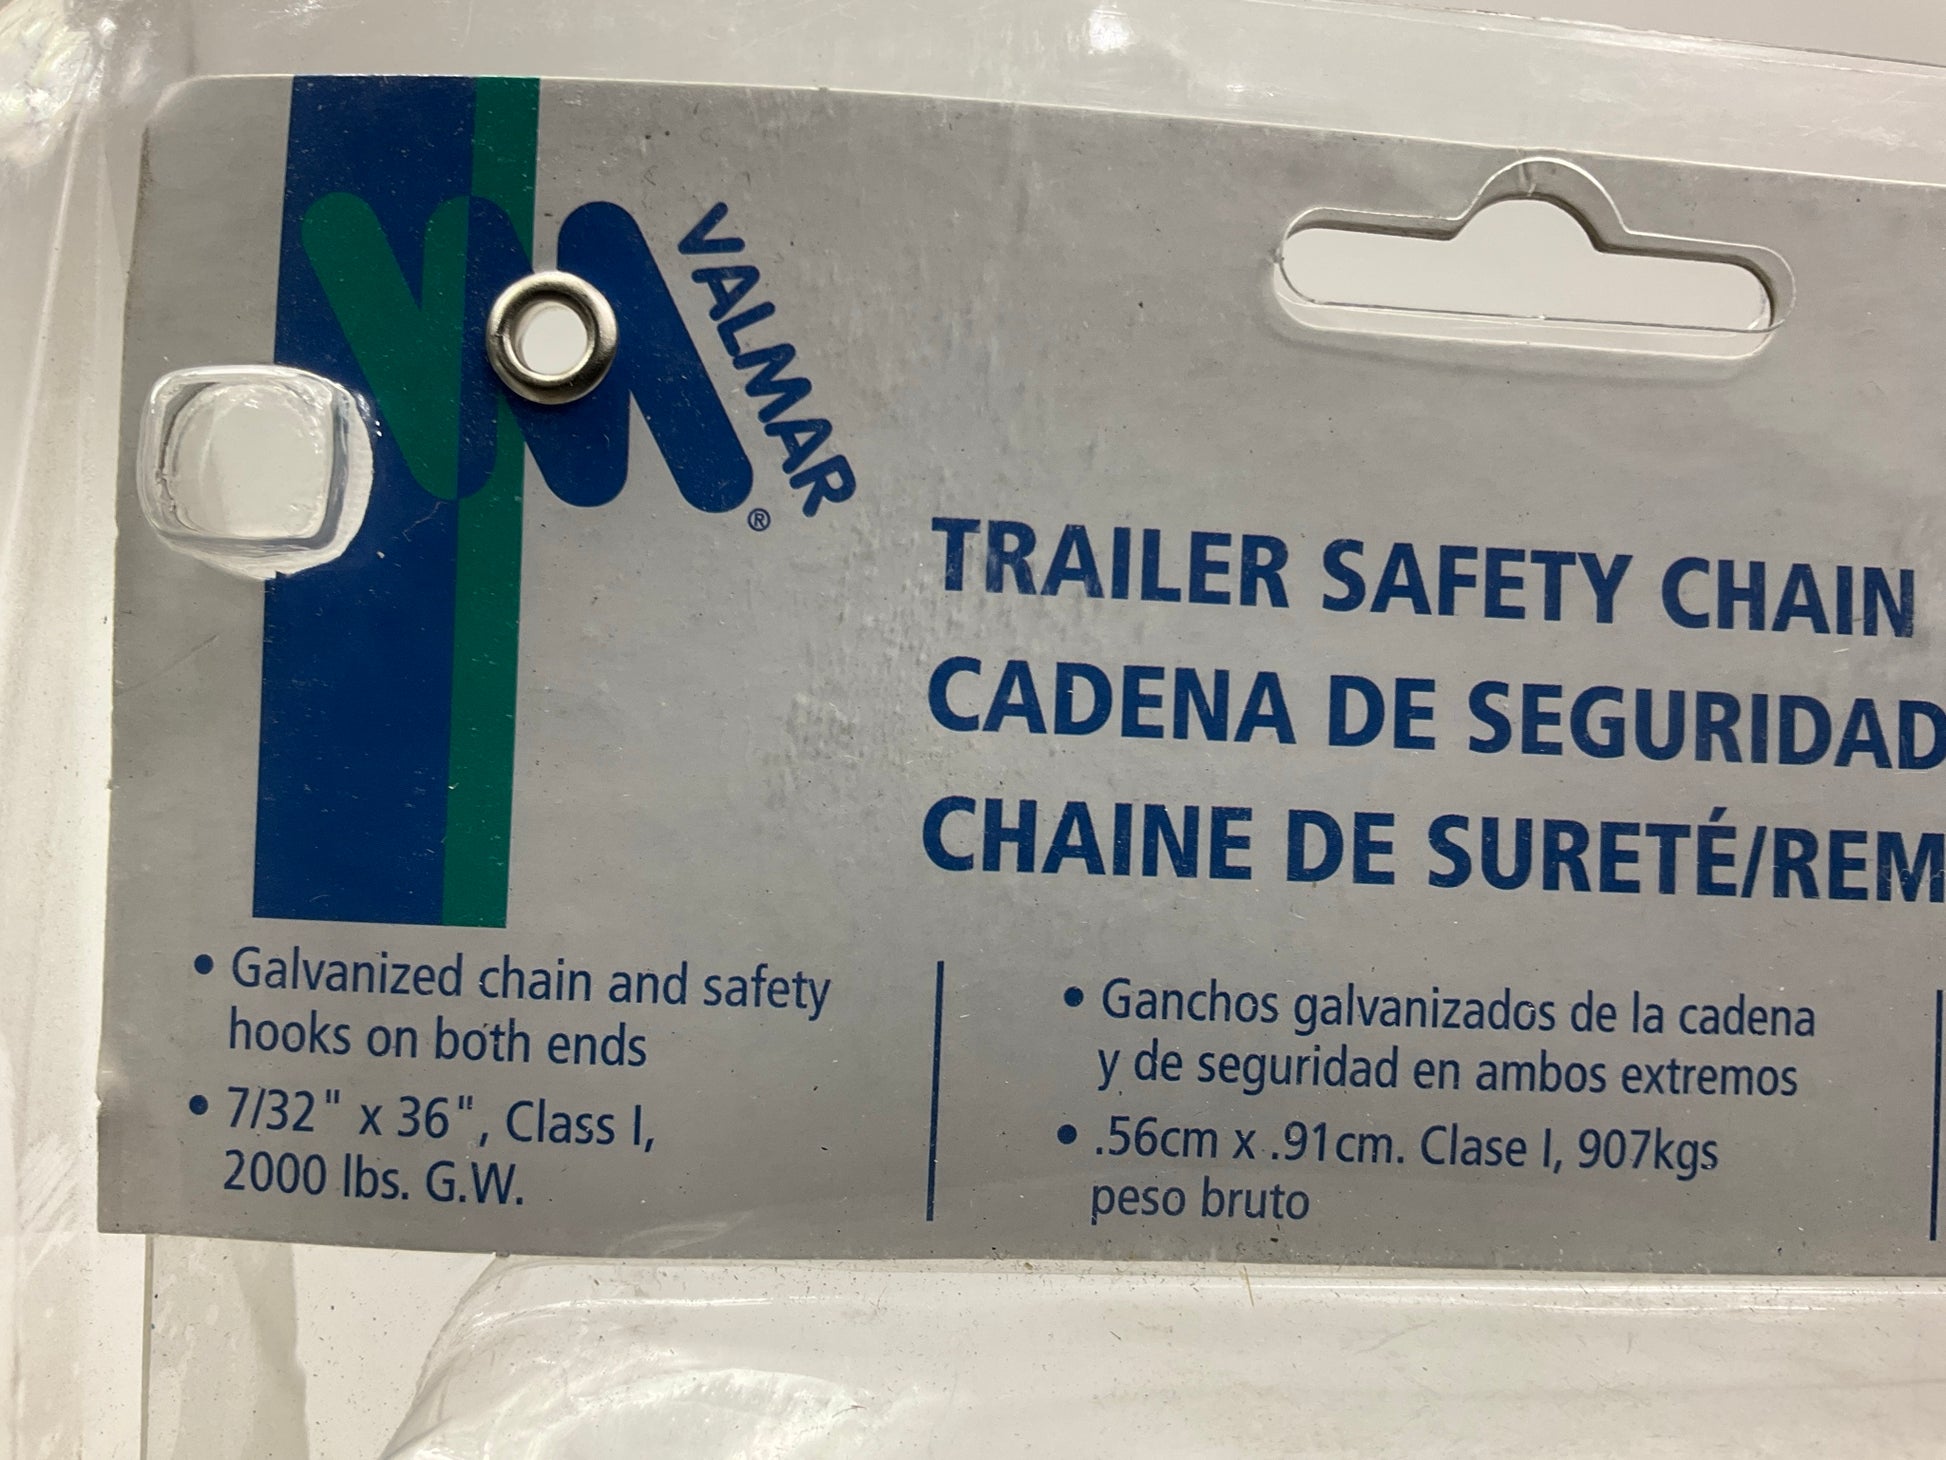 VALMAR
®
TRAILER SAFETY CHAIN
CADENA DE SEGURIDAD
CHAINE DE SURETÉ/REM
• Galvanized chain and safety
hooks on both ends
• 7/32" x 36", Class I,
2000 lbs. G.W.
• Ganchos galvanizados de la cadena
y de seguridad en ambos extremos
• .56cm x .91cm. Clase I, 907kgs
peso bruto